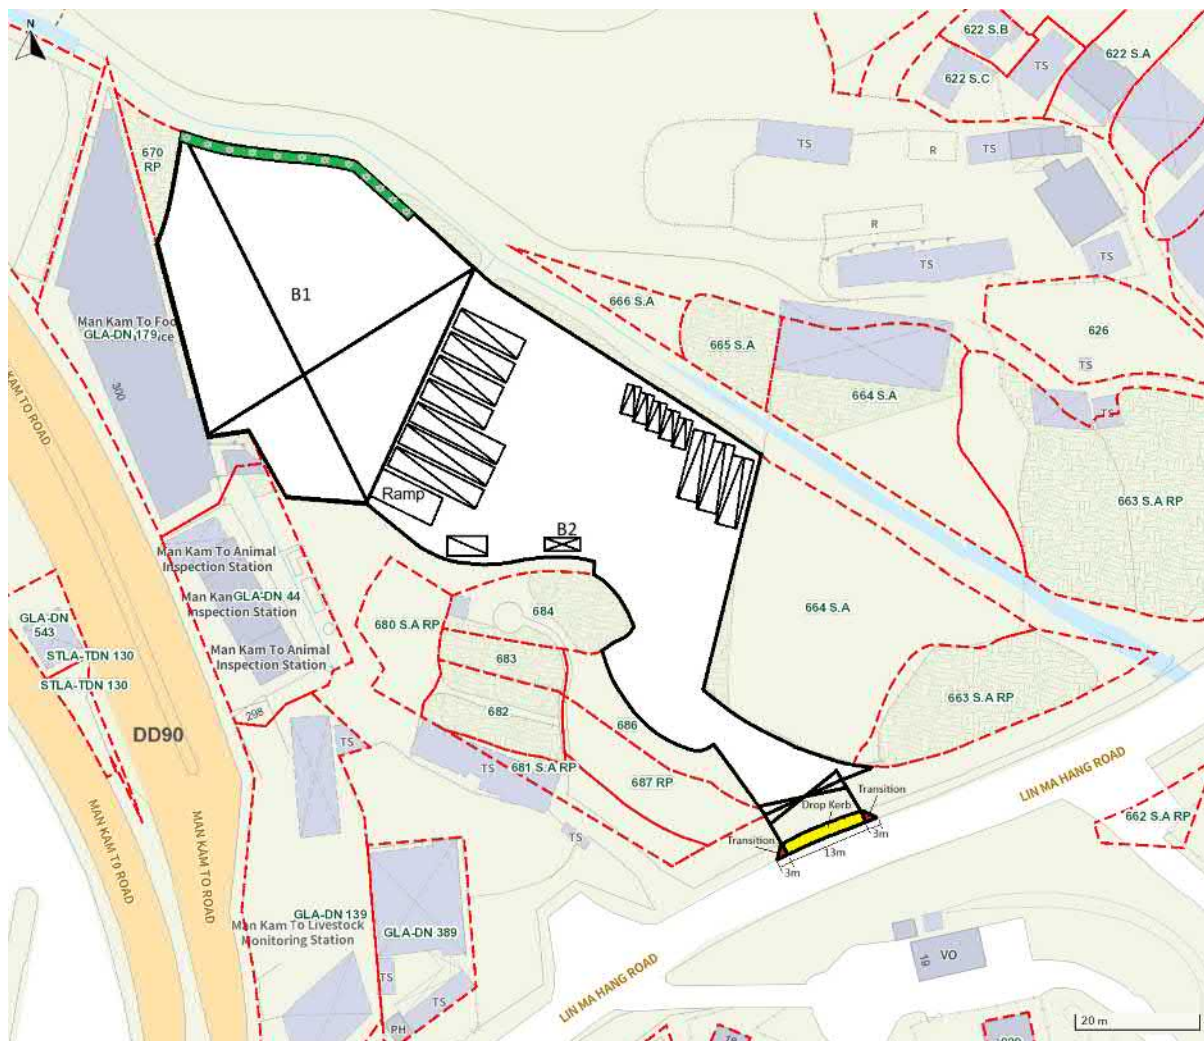 N
622 S.B
622 S.A
TS
622 S.C
TS
R
TS
670
RP
R
TS
TS
B1
666 S.A
626
Man Kam To Foo
GLA-DN 179
ce
665 S.A
TS
300
664 S.A
TS
KAM TO ROAD
663 S.A RP
Ramp
B2
Man Kam To Animal
Inspection Station
Man Kam
GLA-DN 44
Inspection Station
GLA-DN
543
STLA-TDN 130
STLA-TDN 130
Man Kam To Animal
Inspection Station
680 S.A RP
684
664 S.A
683
663 S.A RP
682
298
686
DD90
TS
TS
681 S.A RP
687 RP
LIN MA HANG ROAD
Transition
Drop Kerb
Transition
3m
13m
3m
662 S.A RP
TS
MAN KAM TO ROAD
MAN KAM TO ROAD
GLA-DN 139
Man Kam To Livestock
Monitoring Station
GLA-DN 389
LIN MA HANG ROAD
19
VO
TS
TS
PH
20 m